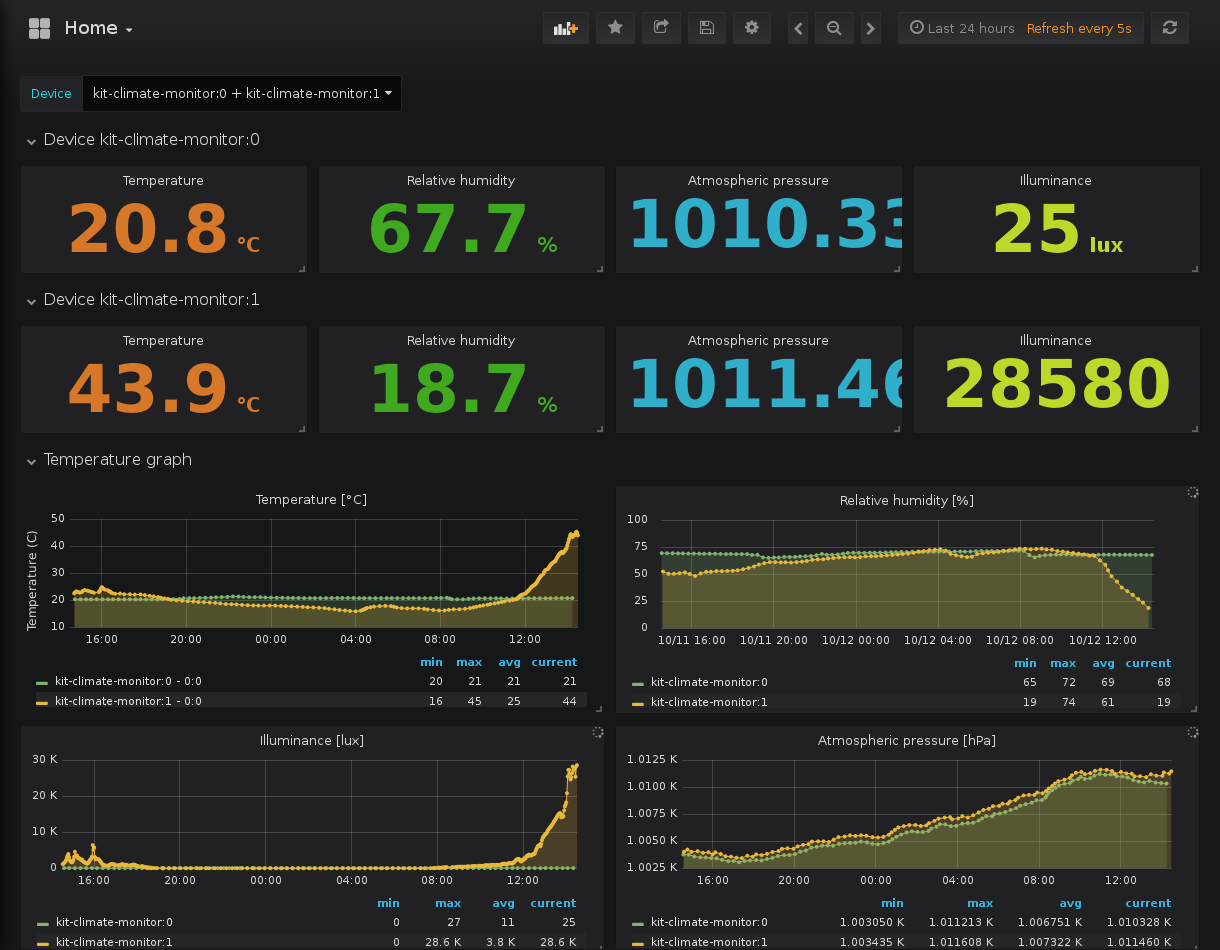 Home
Last 24 hours Refresh every 5s
Device kit-climate-monitor:0 + kit-climate-monitor:1
Device kit-climate-monitor:0
Temperature Relative humidity Atmospheric pressure Illuminance
20.8 °C 67.7 % 1010.33 25 lux
Device kit-climate-monitor:1
Temperature Relative humidity Atmospheric pressure Illuminance
43.9 °C 18.7 % 1011.46 28580
Temperature graph
Temperature [°C]
Temperature (C)
50
40
30
20
10
16:00 20:00 00:00 04:00 08:00 12:00
min max avg current
kit-climate-monitor:0 - 0:0 20 21 21 21
kit-climate-monitor:1 - 0:0 16 45 25 44
Relative humidity [%]
100
75
50
25
0
10/11 16:00 10/11 20:00 10/12 00:00 10/12 04:00 10/12 08:00 10/12 12:00
min max avg current
kit-climate-monitor:0 65 72 69 68
kit-climate-monitor:1 19 74 61 19
Illuminance [lux]
30 K
20 K
10 K
0
16:00 20:00 00:00 04:00 08:00 12:00
min max avg current
kit-climate-monitor:0 0 27 11 25
kit-climate-monitor:1 0 28.6 K 3.8 K 28.6 K
Atmospheric pressure [hPa]
1.0125 K
1.0100 K
1.0075 K
1.0050 K
1.0025 K
16:00 20:00 00:00 04:00 08:00 12:00
min max avg current
kit-climate-monitor:0 1.003050 K 1.011213 K 1.006751 K 1.010328 K
kit-climate-monitor:1 1.003435 K 1.011608 K 1.007322 K 1.011460 K